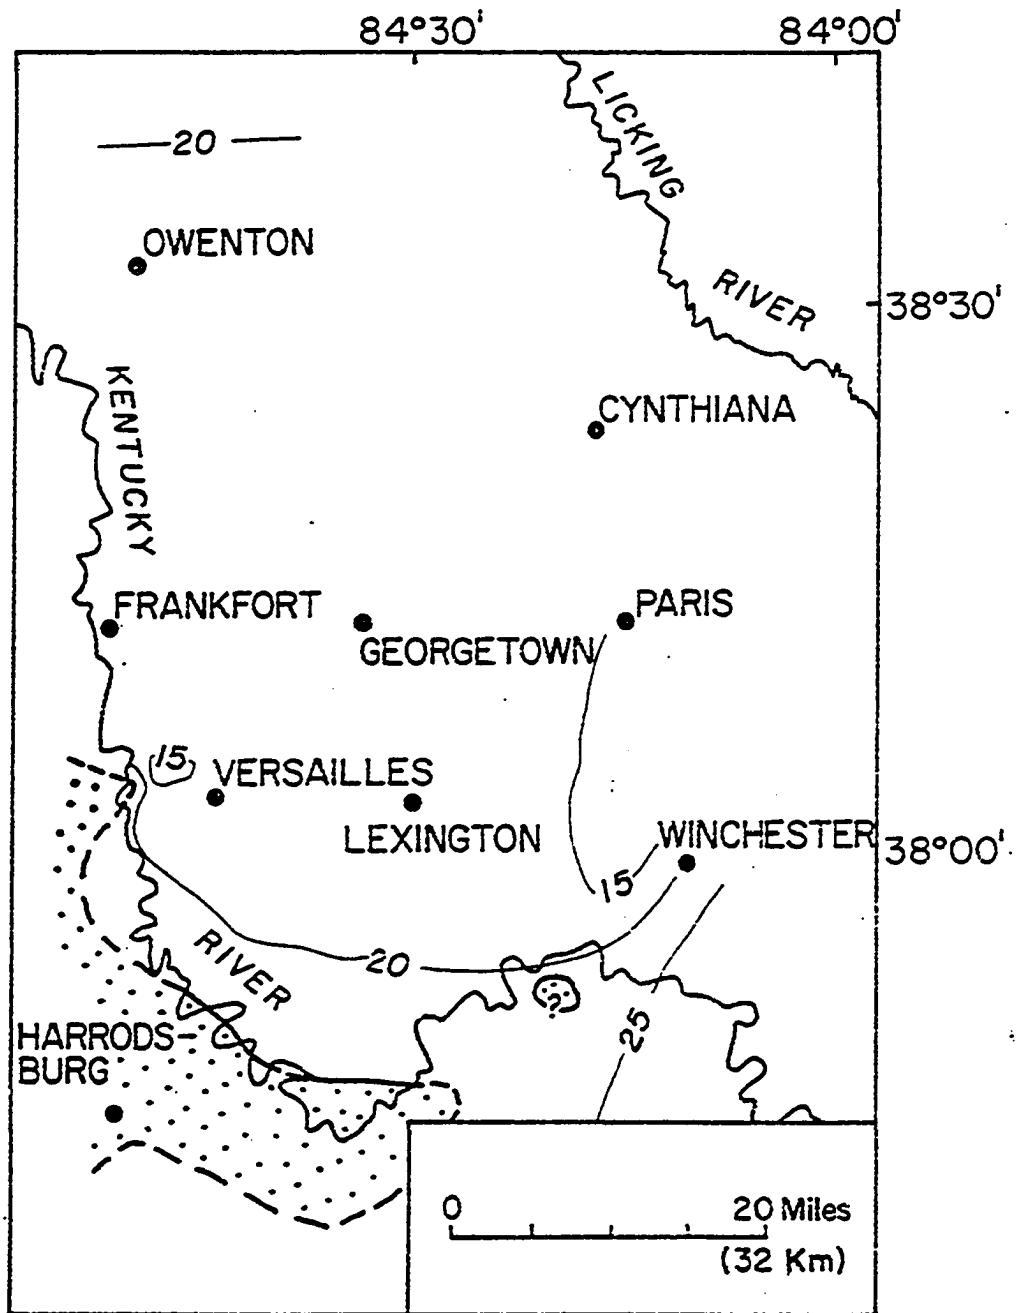 84°30' 84°00'
LICKING
20
OWENTON
RIVER
38°30'
KENTUCKY
CYNTHIANA
FRANKFORT
PARIS
GEORGETOWN
15
VERSAILLES
LEXINGTON
WINCHESTER
38°00'
15
RIVER
20
?
25
HARRODS-
BURG
0 20 Miles
(32 Km)